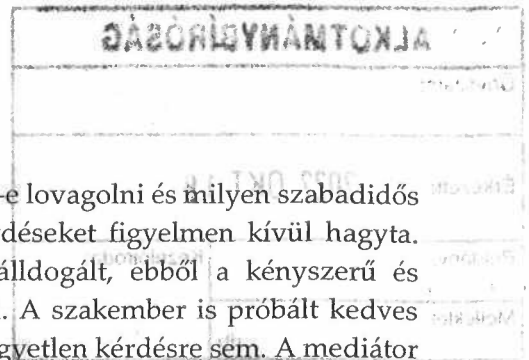 ALKOTMÁNYBÍRÓSÁG
-e lovagolni és milyen szabadidős
déseket figyelmen kívül hagyta.
álldogált, ebből a kényszerű és
. A szakember is próbált kedves
gyetlen kérdésre sem. A mediátor